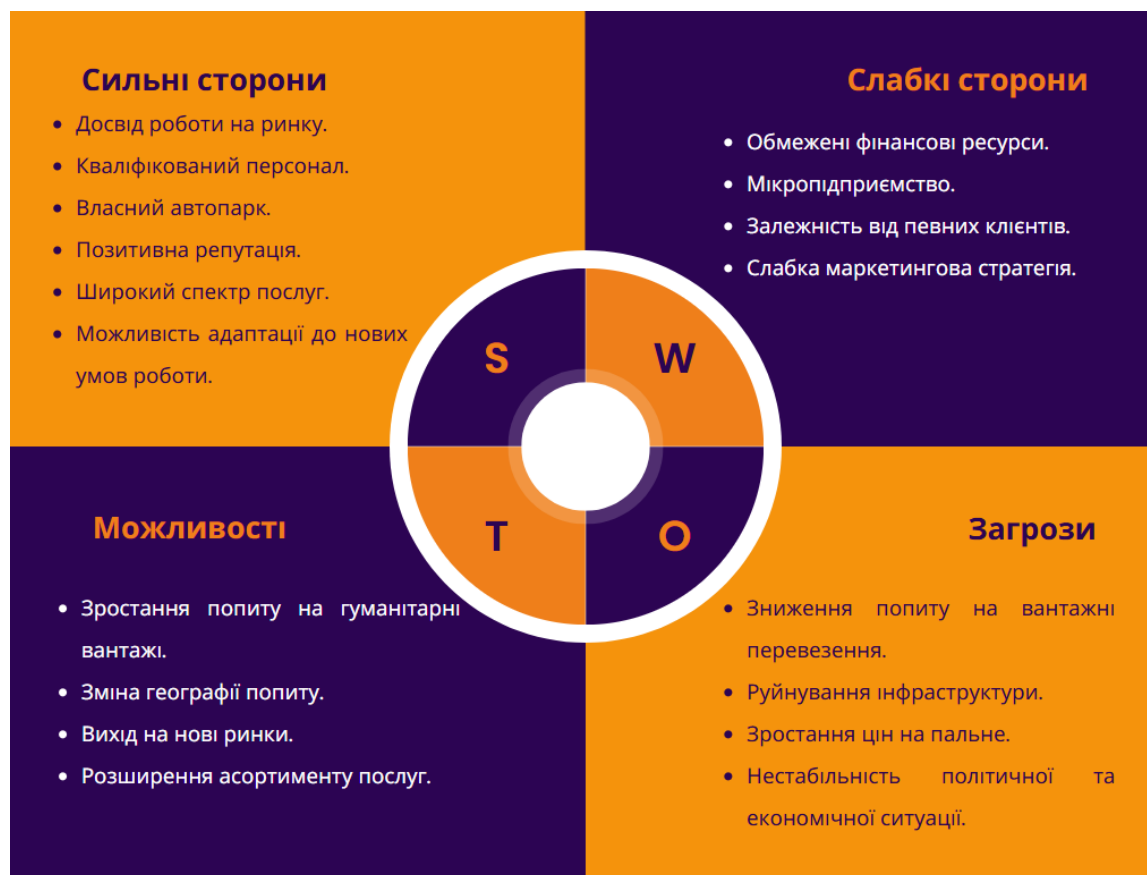 Сильні сторони
• Досвід роботи на ринку.
• Кваліфікований персонал.
• Власний автопарк.
• Позитивна репутація.
• Широкий спектр послуг.
• Можливість адаптації до нових
умов роботи.
Слабкі сторони
• Обмежені фінансові ресурси.
• Мікропідприємство.
• Залежність від певних клієнтів.
• Слабка маркетингова стратегія.
S
W
T
O
Можливості
• Зростання попиту на гуманітарні
вантажі.
• Зміна географії попиту.
• Вихід на нові ринки.
• Розширення асортименту послуг.
Загрози
• Зниження попиту на вантажні
перевезення.
• Руйнування інфраструктури.
• Зростання цін на пальне.
• Нестабільність політичної та
економічної ситуації.